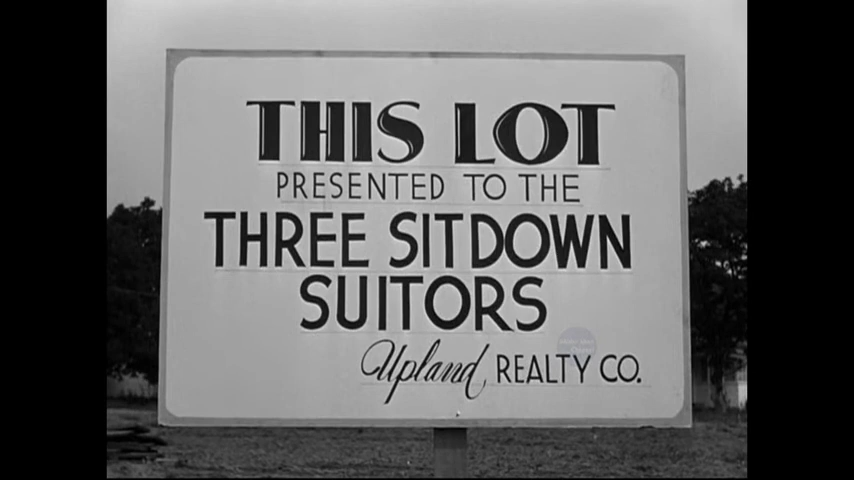 THIS LOT
PRESENTED TO THE
THREE SITDOWN
SUITORS
Upland REALTY CO.